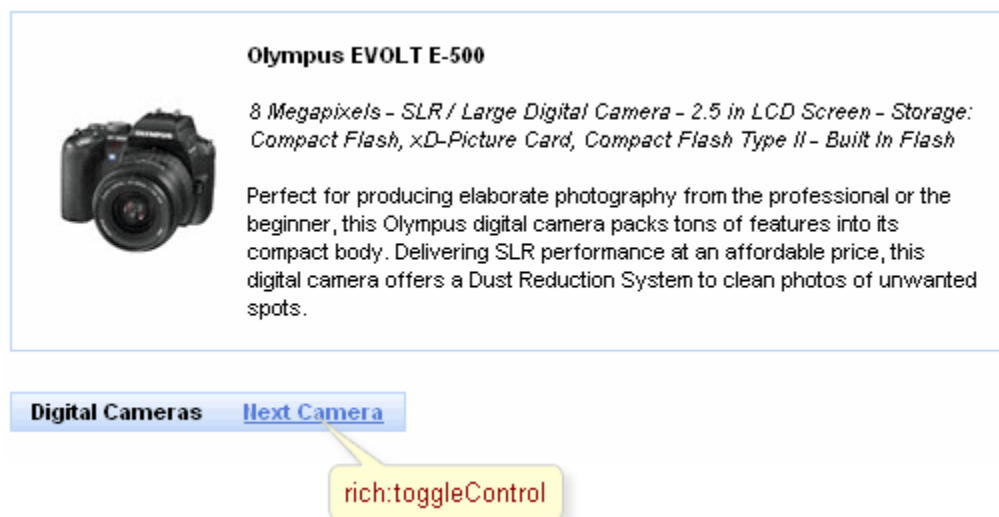 Olympus EVOLT E-500
8 Megapixels - SLR / Large Digital Camera - 2.5 in LCD Screen - Storage:
Compact Flash, xD-Picture Card, Compact Flash Type II - Built In Flash
Perfect for producing elaborate photography from the professional or the
beginner, this Olympus digital camera packs tons of features into its
compact body. Delivering SLR performance at an affordable price, this
digital camera offers a Dust Reduction System to clean photos of unwanted
spots.
Digital Cameras Next Camera
rich:toggleControl